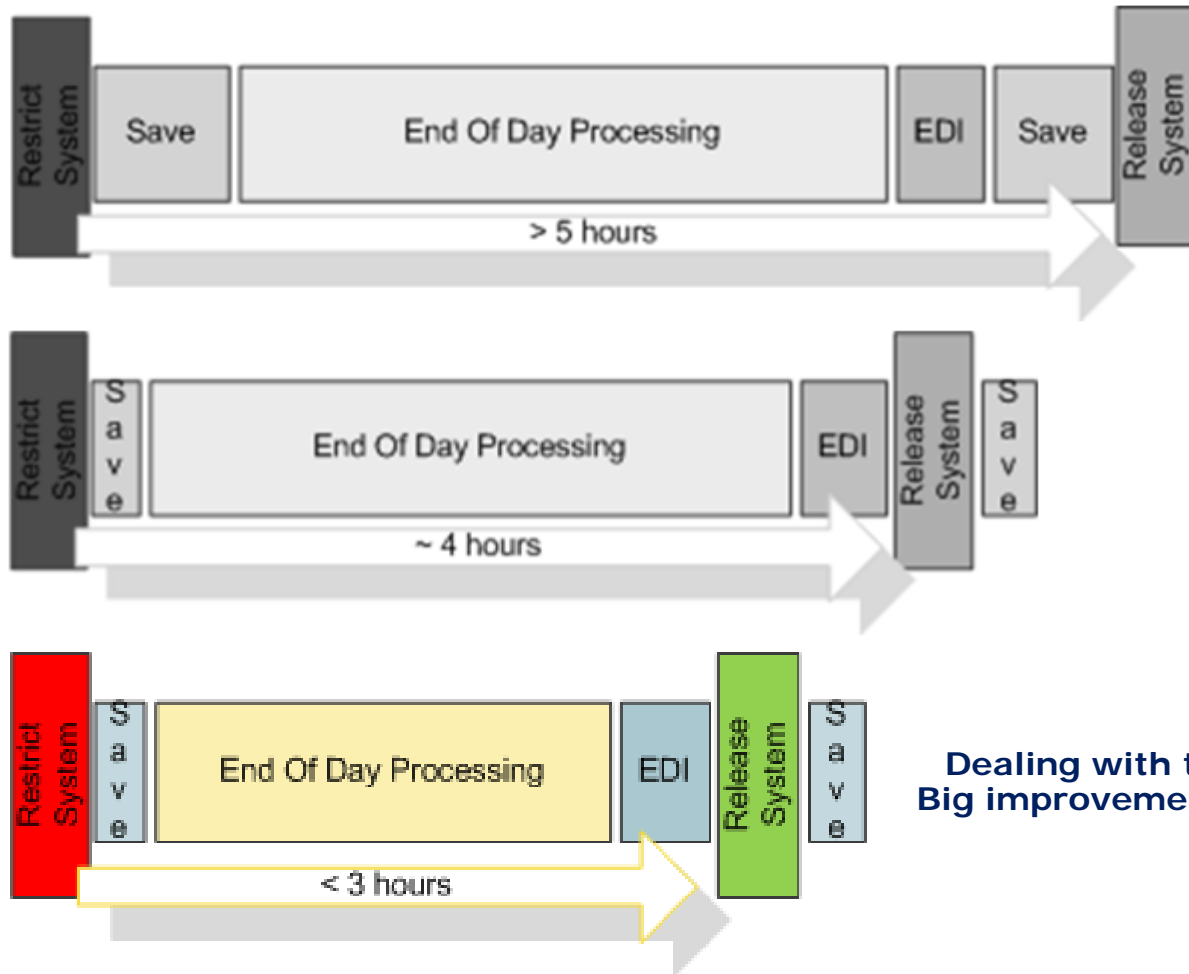 Restrict
System
Save
End Of Day Processing
EDI
Save
Release
System
> 5 hours
Restrict
System
Save
End Of Day Processing
EDI
Release
System
Save
~ 4 hours
Restrict
System
Save
End Of Day Processing
EDI
Release
System
Save
< 3 hours
Dealing with
Big